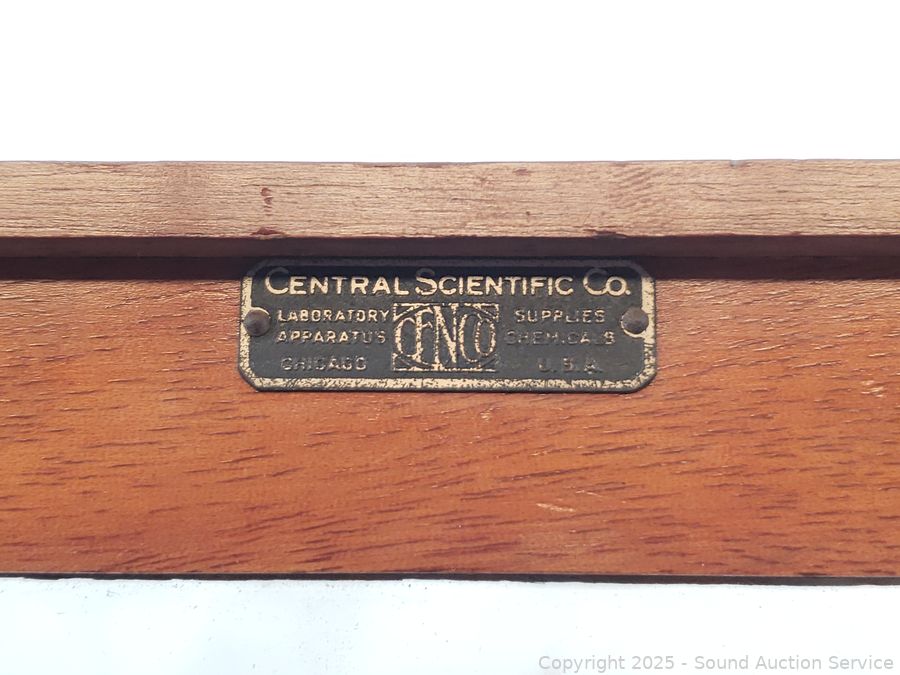 CENTRAL SCIENTIFIC CO.
LABORATORY CENCO SUPPLIES
APPARATUS CHEMICALS
CHICAGO U.S.A.
Copyright © 2025 - Sound Auction Service